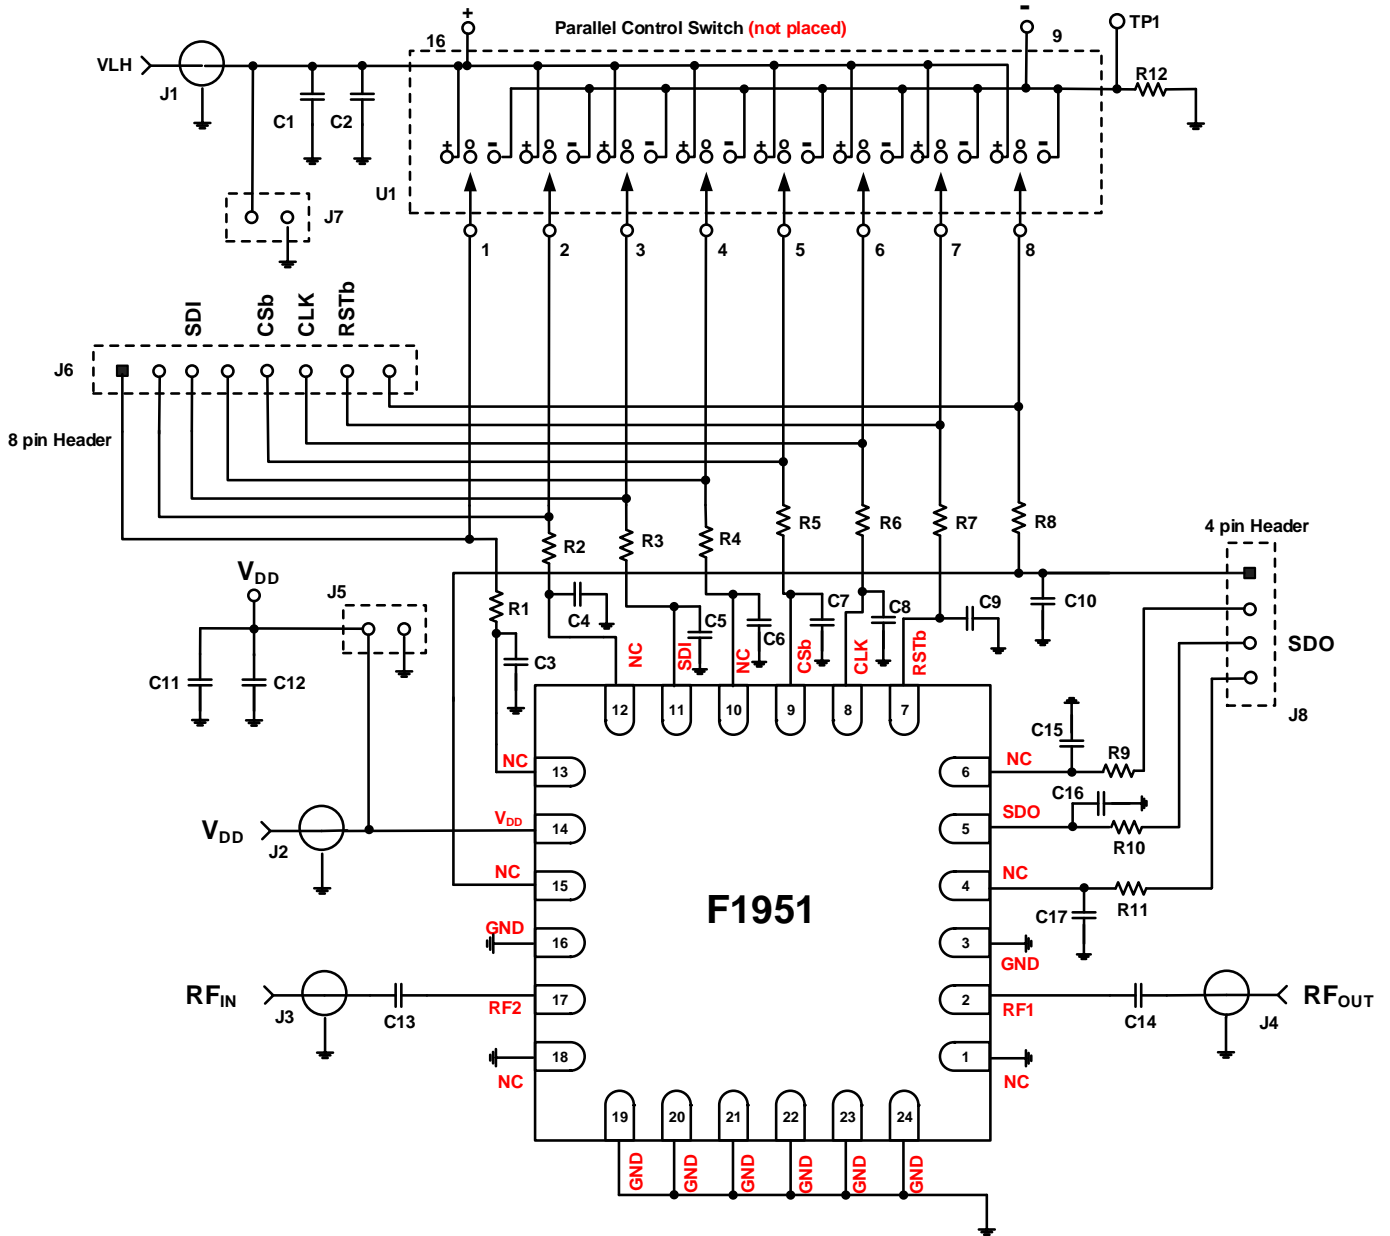 +
Parallel Control Switch (not placed)
-
16
9
TP1
VLH
J1
C1
C2
R12
+ o - + o - + o - + o - + o - + o - + o - + o -
U1
J7
1 2 3 4 5 6 7 8
SDI CSb CLK RSTb
J6
8 pin Header
R2 R3 R4 R5 R6 R7 R8
4 pin Header
VDD
J5
R1
C4
C5
C6
C7
C8
C9
C10
C3
C11
C12
NC SDI NC CSb CLK RSTb
SDO
J8
12 11 10 9 8 7
C15
R9
NC 13
6 NC
C16
VDD
J2
VDD 14
5 SDO
R10
NC 15
4 NC
R11
C17
F1951
GND 16
3 GND
RFIN
J3
C13
RF2 17
2 RF1
C14
J4
RFOUT
18
NC
1
NC
19 20 21 22 23 24
GND GND GND GND GND GND